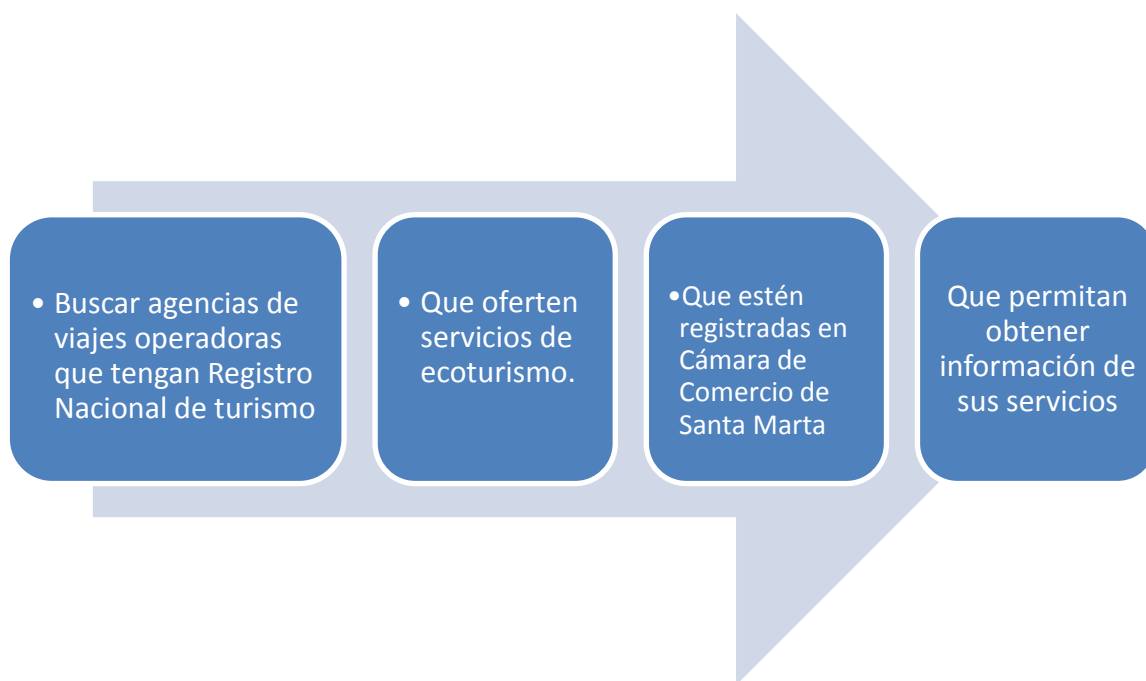 • Buscar agencias de
viajes operadoras
que tengan Registro
Nacional de turismo
• Que oferten
servicios de
ecoturismo.
•Que estén
registradas en
Cámara de
Comercio de
Santa Marta
Que permitan
obtener
información de
sus servicios